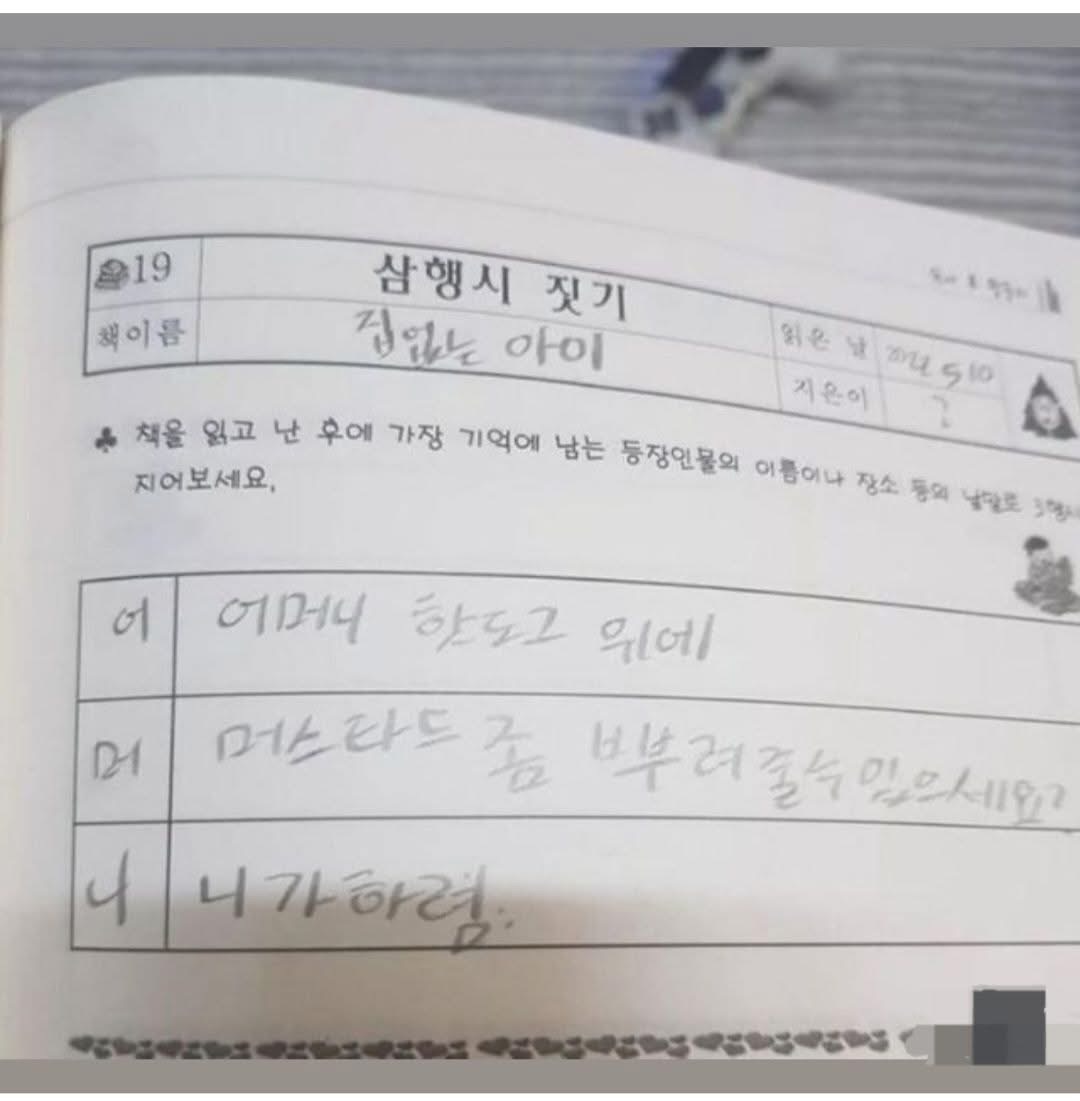 19 삼행시 짓기
책이름 집없는 아이 읽은 날 5 10
지은이 ?
♣ 책을 읽고 난 후에 가장 기억에 남는 등장인물의 이름이나 장소 등의 낱말로 3행시
지어보세요.
어 어머니 핫도그 위에
머 머스타드 좀 뿌려줄수있으세요?
니 니가하렴.